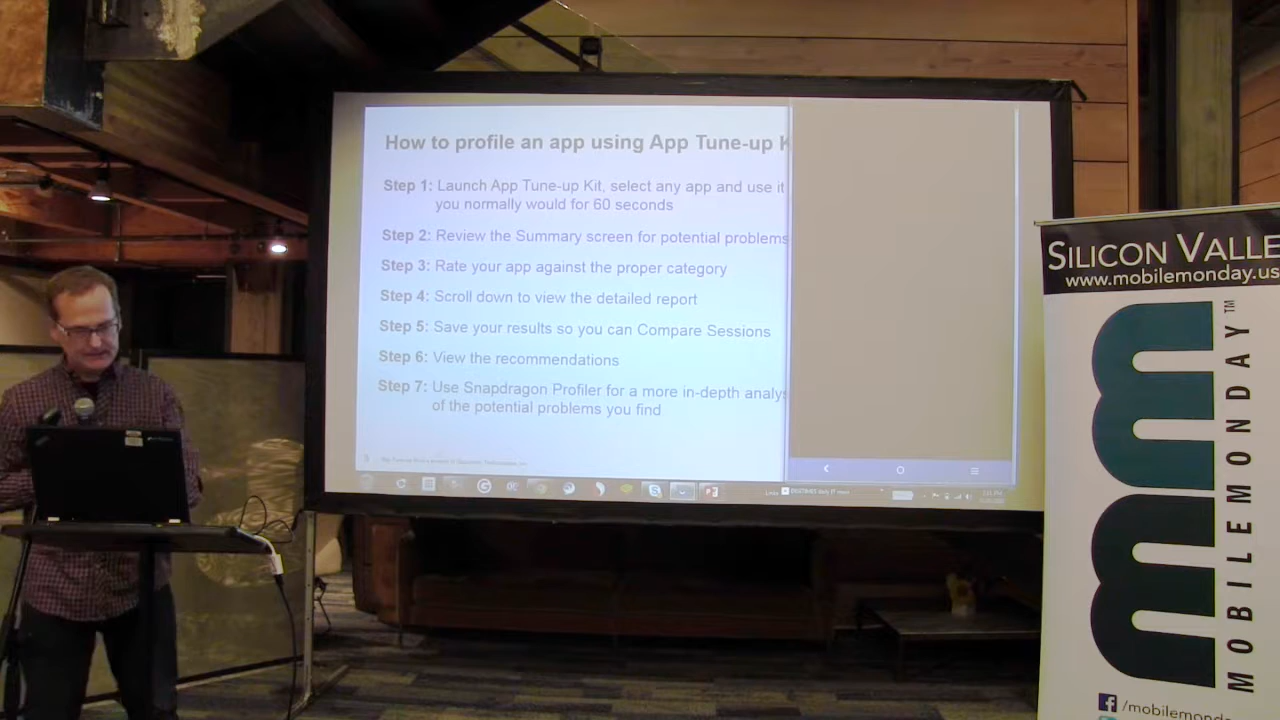 How to profile an app using App Tune-up K
Step 1: Launch App Tune-up Kit, select any app and use it
you normally would for 60 seconds
Step 2: Review the Summary screen for potential problems
Step 3: Rate your app against the proper category
Step 4: Scroll down to view the detailed report
Step 5: Save your results so you can Compare Sessions
Step 6: View the recommendations
Step 7: Use Snapdragon Profiler for a more in-depth analys
of the potential problems you find
SILICON VALLE
www.mobilemonday.us
MOBILEMONDAY™
/mobilemonda